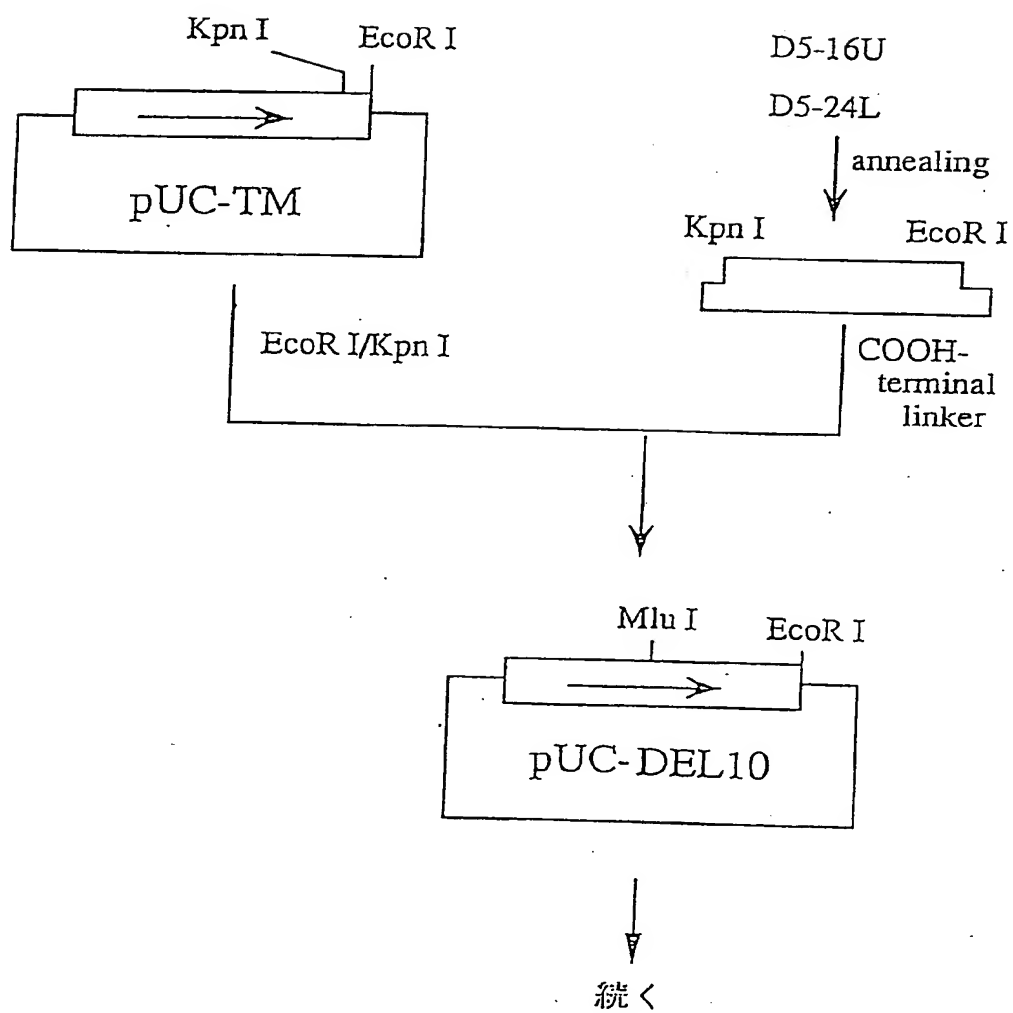 Kpn I
EcoR I
pUC-TM
EcoR I/Kpn I
D5-16U
D5-24L
annealing
Kpn I
EcoR I
COOH-
terminal
linker
Mlu I
EcoR I
pUC-DEL10
続く